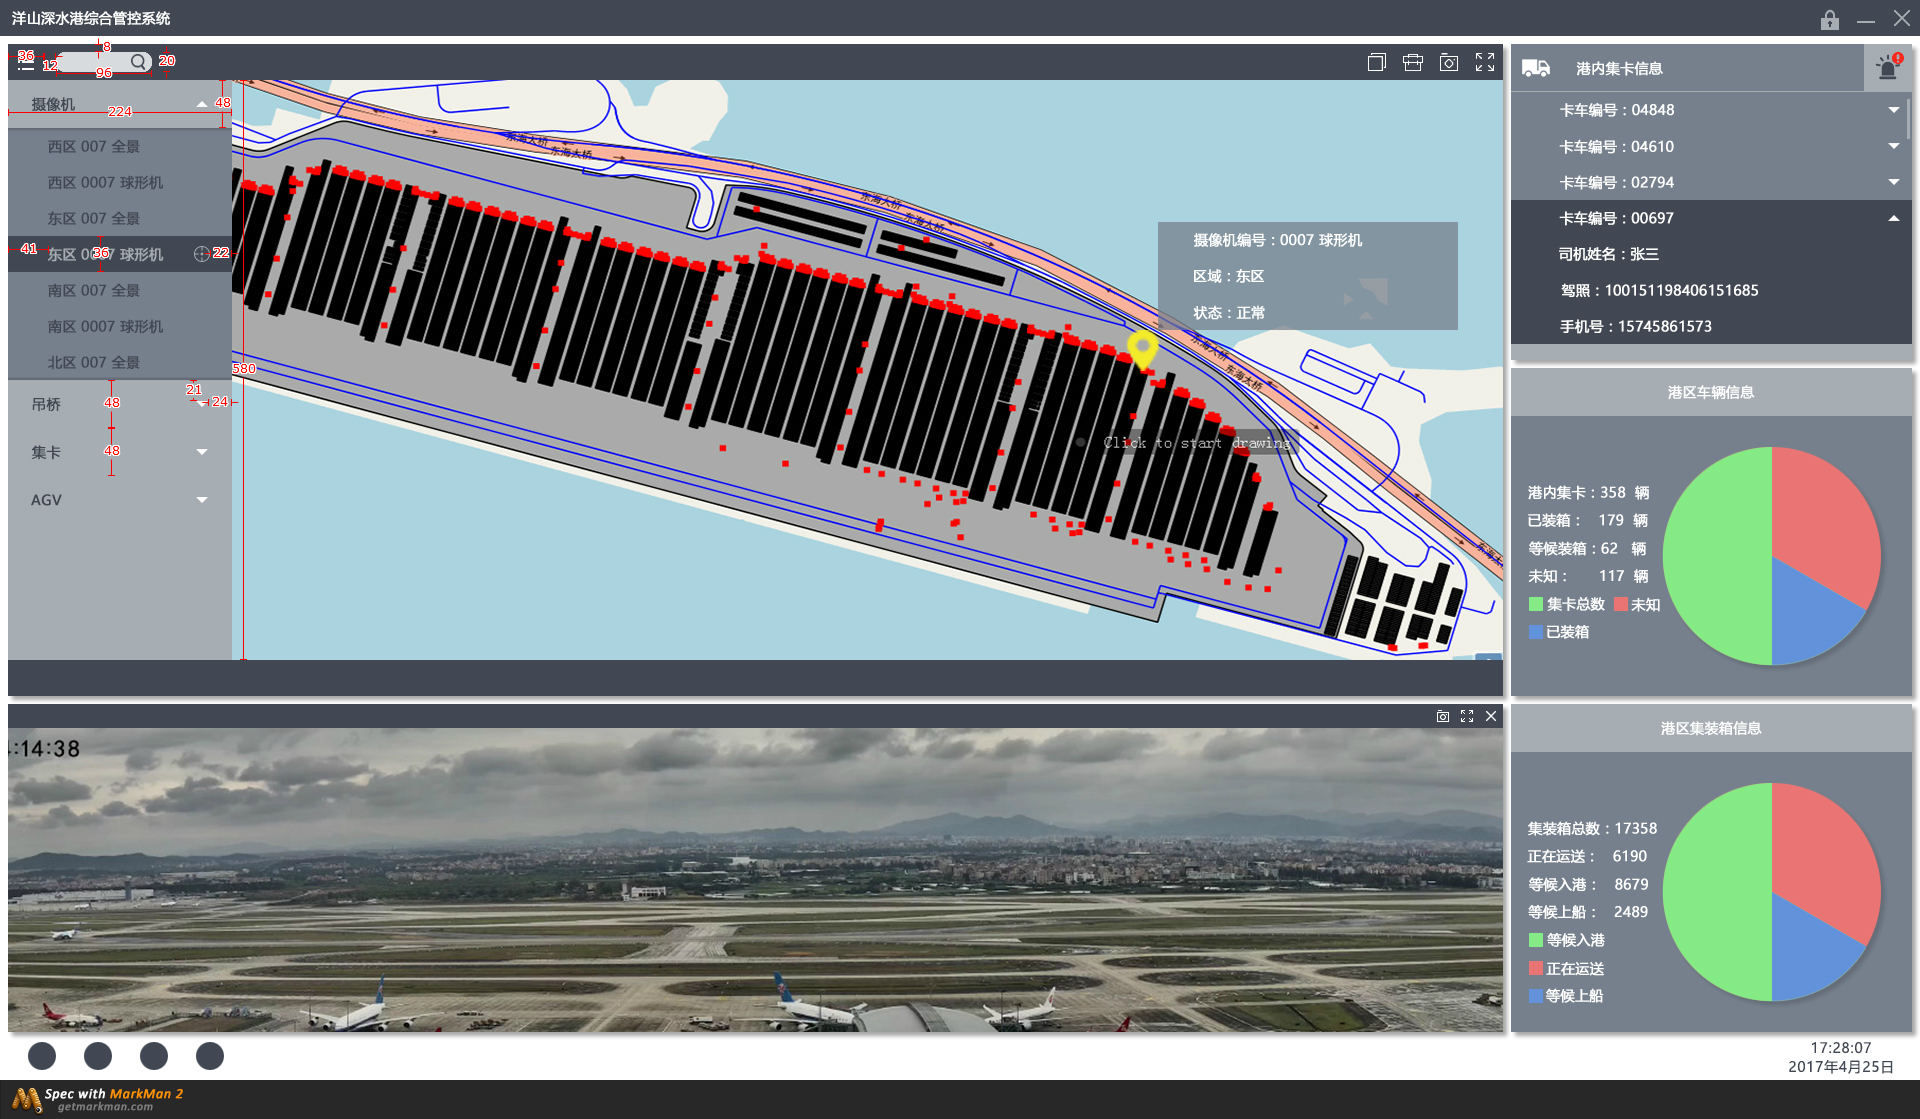 洋山深水港综合管控系统
36
8
12
96
20
摄像机
224
48
西区 007 全景
西区 0007 球形机
东区 007 全景
41
东区 0007 球形机
36
22
南区 007 全景
南区 0007 球形机
北区 007 全景
580
21
吊桥
48
24
集卡
48
AGV
东海大桥
东海大桥
东海大桥
东海大桥
东海大桥
东海大桥
摄像机编号：0007 球形机
区域：东区
状态：正常
Click to start drawing
港内集卡信息
卡车编号：04848
卡车编号：04610
卡车编号：02794
卡车编号：00697
司机姓名：张三
驾照：100151198406151685
手机号：15745861573
港区车辆信息
港内集卡：358 辆
已装箱： 179 辆
等候装箱：62 辆
未知： 117 辆
集卡总数 未知
已装箱
:14:38
港区集装箱信息
集装箱总数：17358
正在运送： 6190
等候入港： 8679
等候上船： 2489
等候入港
正在运送
等候上船
17:28:07
2017年4月25日
Spec with MarkMan 2
getmarkman.com